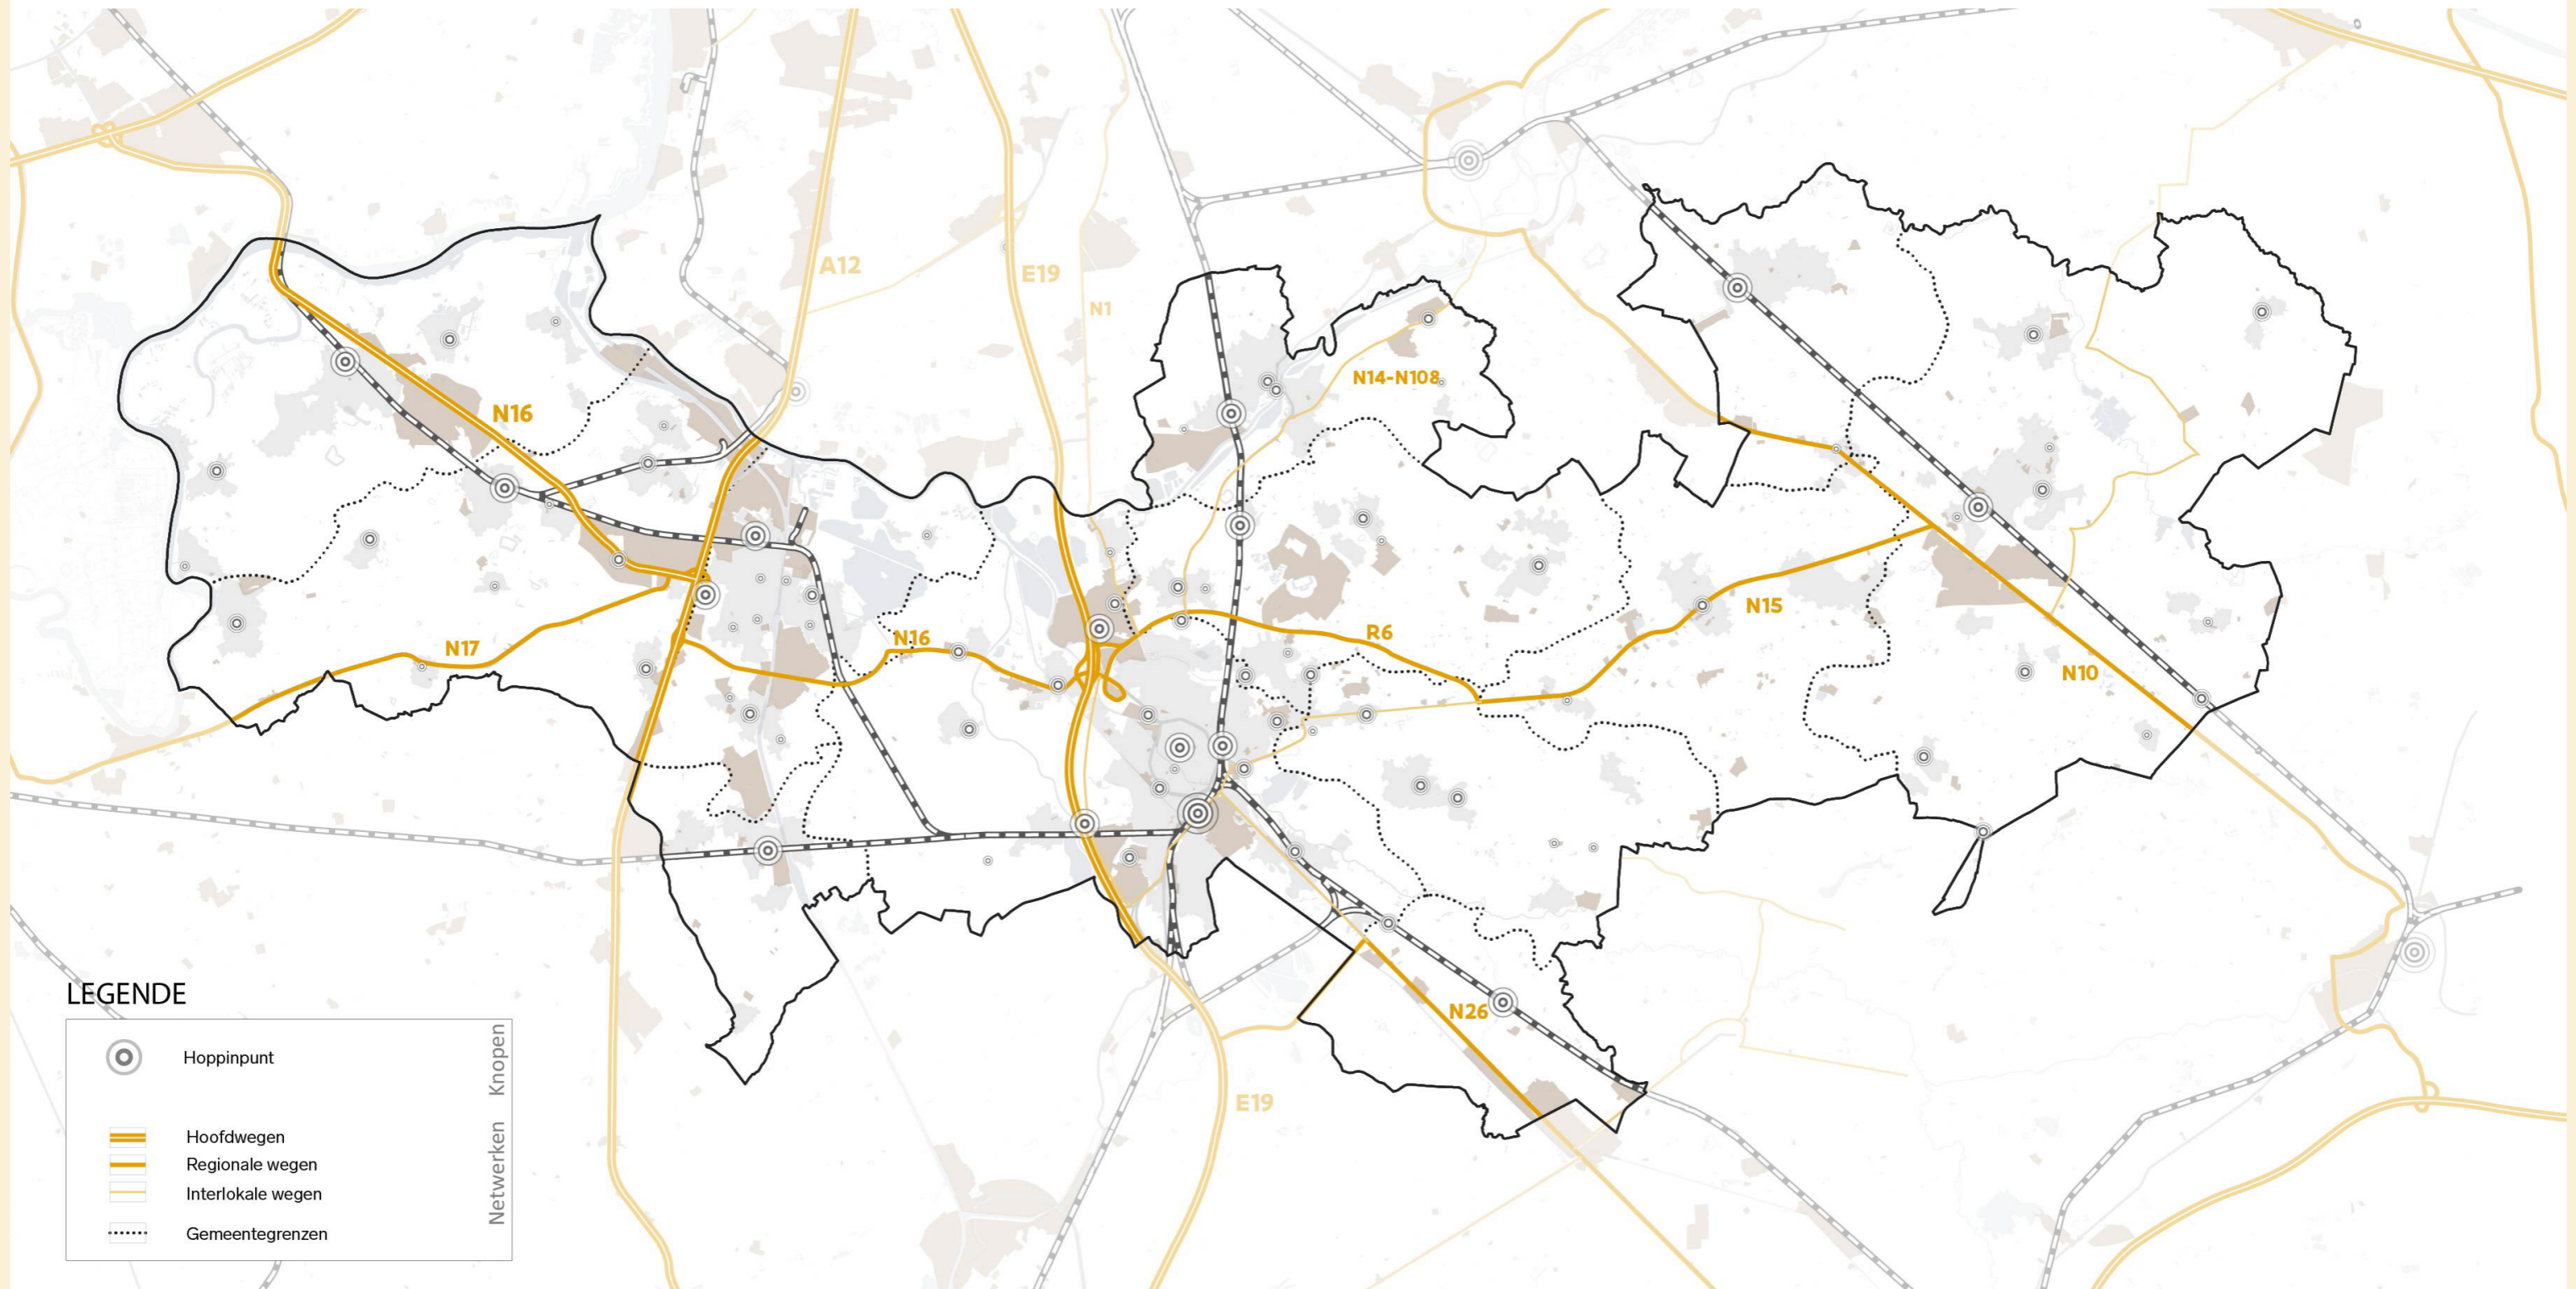 A12
E19
N1
N14-N108
N16
N15
R6
N16
N17
N10
N26
E19
LEGENDE
Hoppinpunt
Knopen
Hoofdwegen
Regionale wegen
Interlokale wegen
Gemeentegrenzen
Netwerken